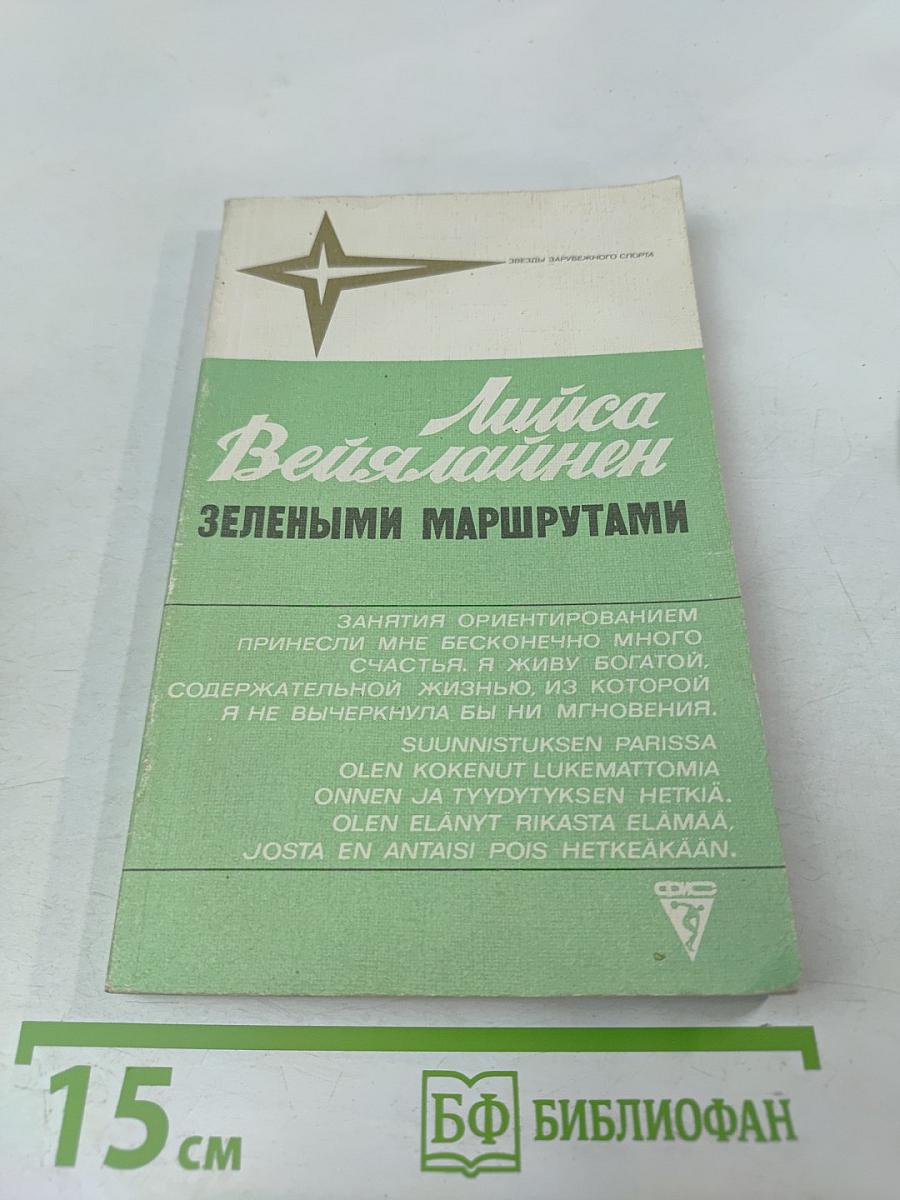 ЗВЕЗДЫ ЗАРУБЕЖНОГО СПОРТА
Лийса
Вейялайнен
ЗЕЛЕНЫМИ МАРШРУТАМИ
ЗАНЯТИЯ ОРИЕНТИРОВАНИЕМ
ПРИНЕСЛИ МНЕ БЕСКОНЕЧНО МНОГО
СЧАСТЬЯ. Я ЖИВУ БОГАТОЙ,
СОДЕРЖАТЕЛЬНОЙ ЖИЗНЬЮ, ИЗ КОТОРОЙ
Я НЕ ВЫЧЕРКНУЛА БЫ НИ МГНОВЕНИЯ.
SUUNNISTUKSEN PARISSA
OLEN KOKENUT LUKEMATTOMIA
ONNEN JA TYYDYTYKSEN HETKIÄ.
OLEN ELÄNYT RIKASTA ELÄMÄÄ,
JOSTA EN ANTAISI POIS HETKEÄKÄÄN.
ФИС
15 см
БФ БИБЛИОФАН